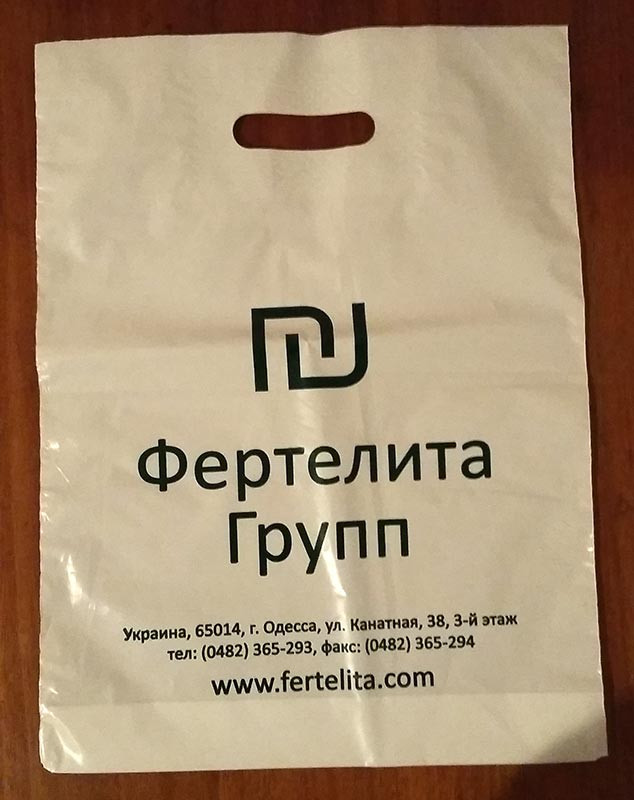 Фертелита
Групп
Украина, 65014, г. Одесса, ул. Канатная, 38, 3-й этаж
тел: (0482) 365-293, факс: (0482) 365-294
www.fertelita.com